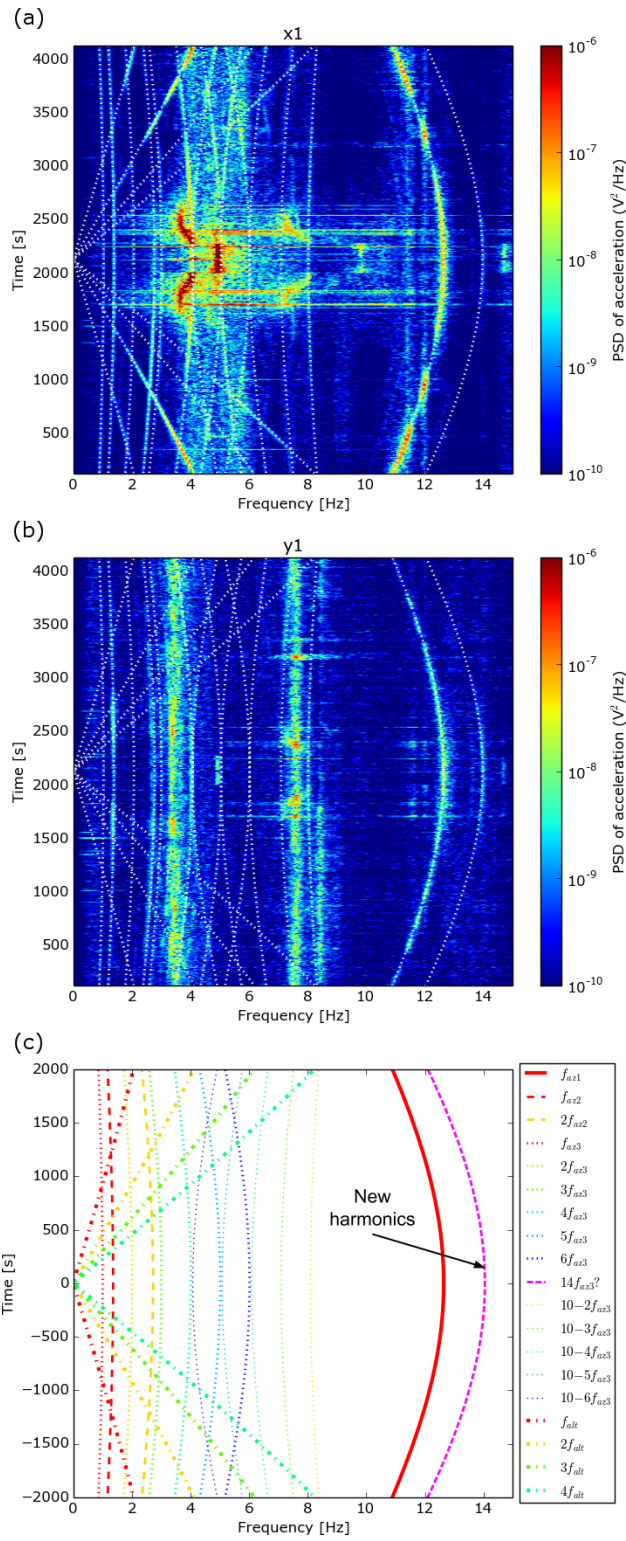 (a)
x1
4000
3500
3000
2500
2000
1500
1000
500
Time [s]
0 2 4 6 8 10 12 14
Frequency [Hz]
10⁻⁶
10⁻⁷
10⁻⁸
10⁻⁹
10⁻¹⁰
PSD of acceleration (V²/Hz)
(b)
y1
4000
3500
3000
2500
2000
1500
1000
500
Time [s]
0 2 4 6 8 10 12 14
Frequency [Hz]
10⁻⁶
10⁻⁷
10⁻⁸
10⁻⁹
10⁻¹⁰
PSD of acceleration (V²/Hz)
(c)
2000
1500
1000
500
0
−500
−1000
−1500
−2000
Time [s]
0 2 4 6 8 10 12 14
Frequency [Hz]
New
harmonics
f_az1
f_az2
2f_az2
f_az3
2f_az3
3f_az3
4f_az3
5f_az3
6f_az3
14f_az3?
10−2f_az3
10−3f_az3
10−4f_az3
10−5f_az3
10−6f_az3
f_alt
2f_alt
3f_alt
4f_alt